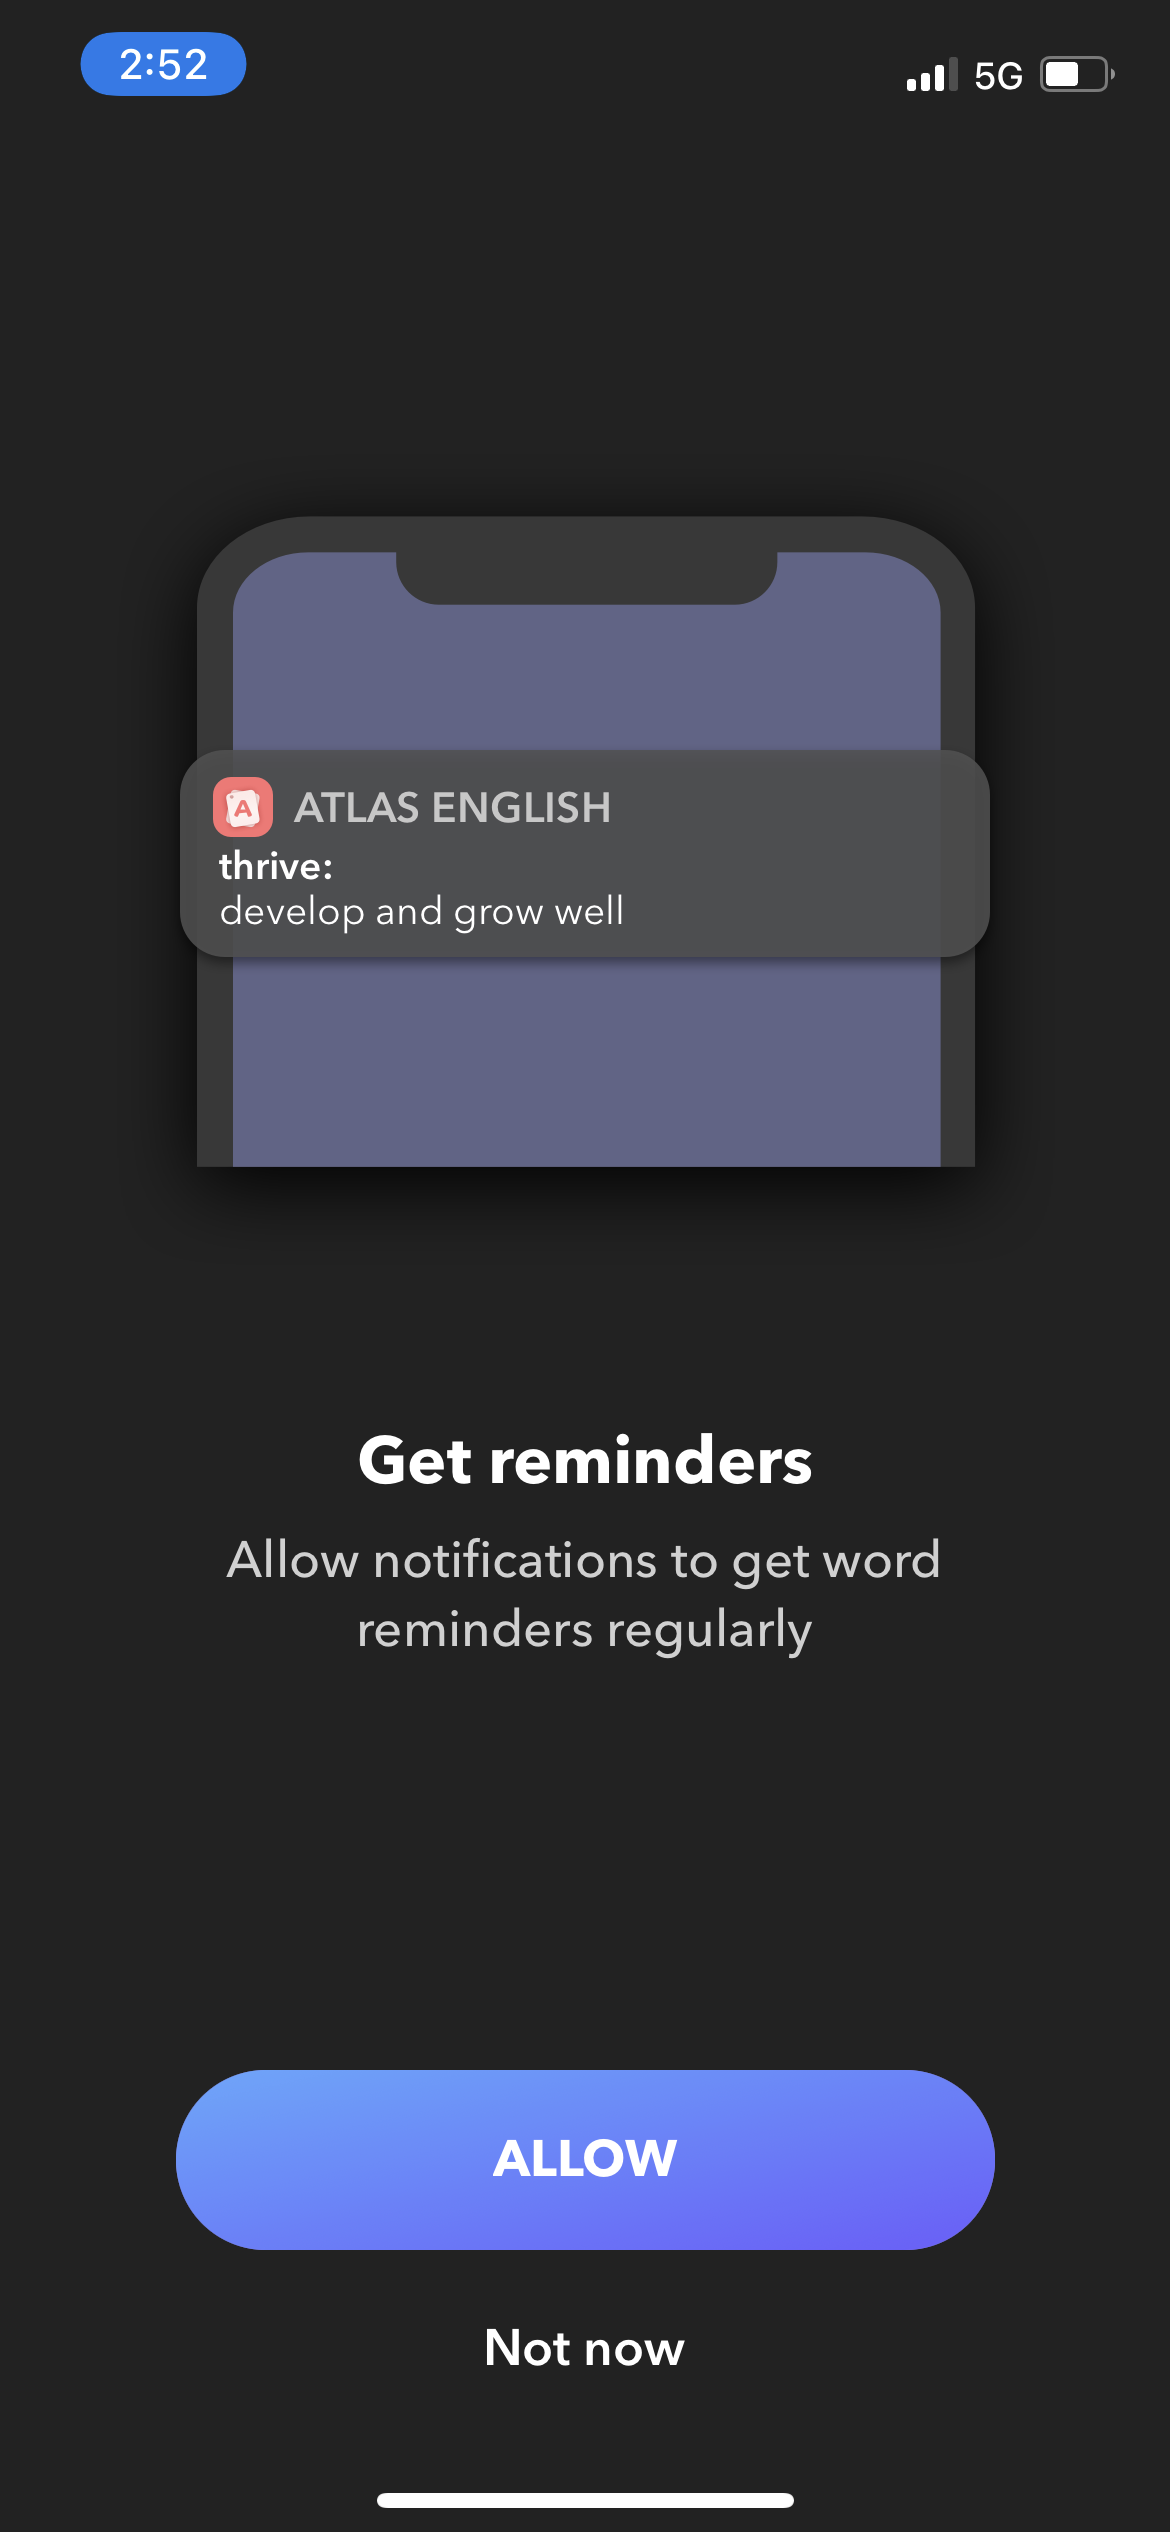 2:52
5G
A
ATLAS ENGLISH
thrive:
develop and grow well
Get reminders
Allow notifications to get word
reminders regularly
ALLOW
Not now